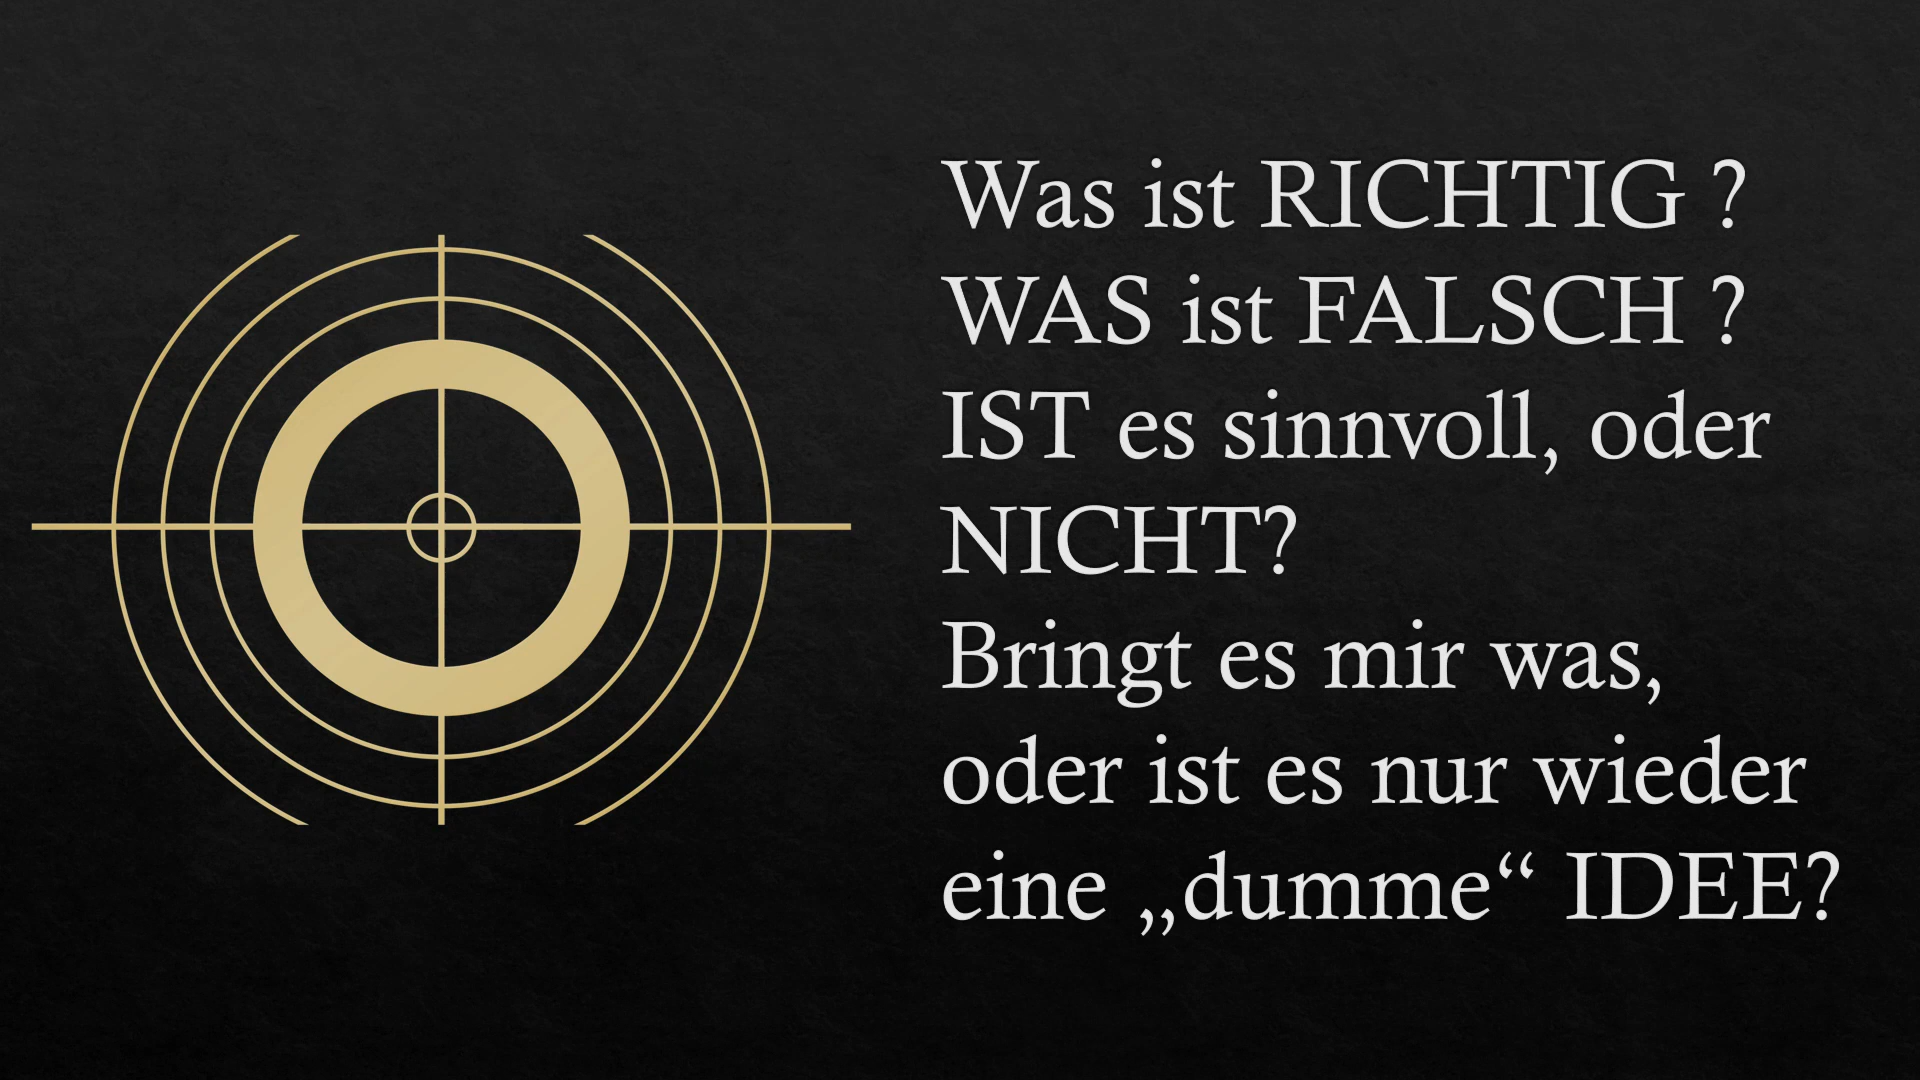 Was ist RICHTIG ?
WAS ist FALSCH ?
IST es sinnvoll, oder
NICHT?
Bringt es mir was,
oder ist es nur wieder
eine „dumme“ IDEE?